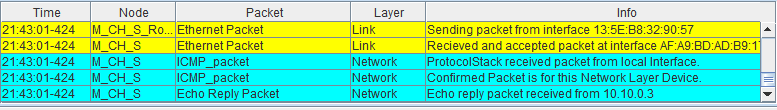 Time Node Packet Layer Info
21:43:01-424 M_CH_S_Ro... Ethernet Packet Link Sending packet from interface 13:5E:B8:32:90:57
21:43:01-424 M_CH_S Ethernet Packet Link Recieved and accepted packet at interface AF:A9:BD:AD:B9:17
21:43:01-424 M_CH_S ICMP_packet Network ProtocolStack received packet from local Interface.
21:43:01-424 M_CH_S ICMP_packet Network Confirmed Packet is for this Network Layer Device.
21:43:01-424 M_CH_S Echo Reply Packet Network Echo reply packet received from 10.10.0.3